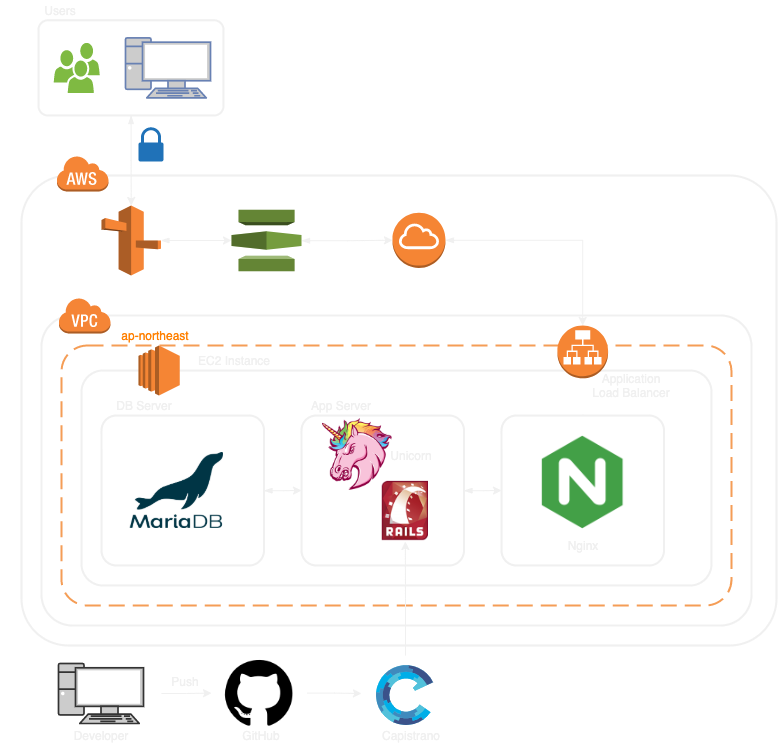 Users
AWS
VPC
ap-northeast
EC2 Instance
Application
Load Balancer
DB Server
App Server
Unicorn
MariaDB
RAILS
Nginx
Push
Developer
GitHub
Capistrano